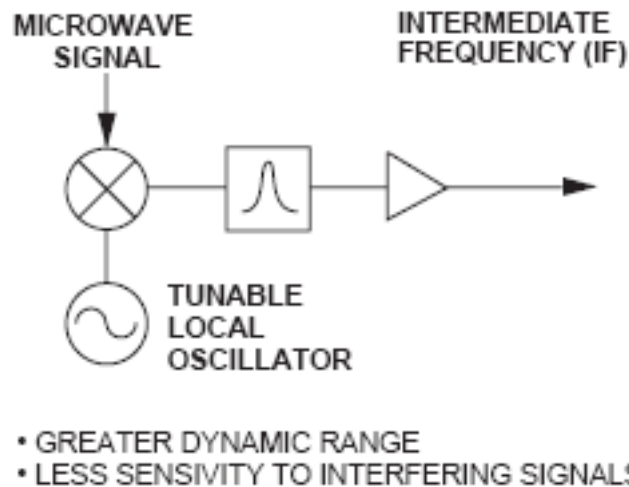 MICROWAVE
SIGNAL
INTERMEDIATE
FREQUENCY (IF)
TUNABLE
LOCAL
OSCILLATOR
• GREATER DYNAMIC RANGE
• LESS SENSIVITY TO INTERFERING SIGNALS